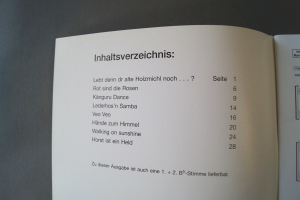 Inhaltsverzeichnis:
Lebt denn dr alte Holzmichl noch . . . ? Seite 1
Rot sind die Rosen 6
Känguru Dance 9
Lederhos'n Samba 14
Veo Veo 16
Hände zum Himmel 20
Walking on sunshine 24
Horst ist ein Held 28
Zu dieser Ausgabe ist auch eine 1. + 2. B♭-Stimme lieferbar.